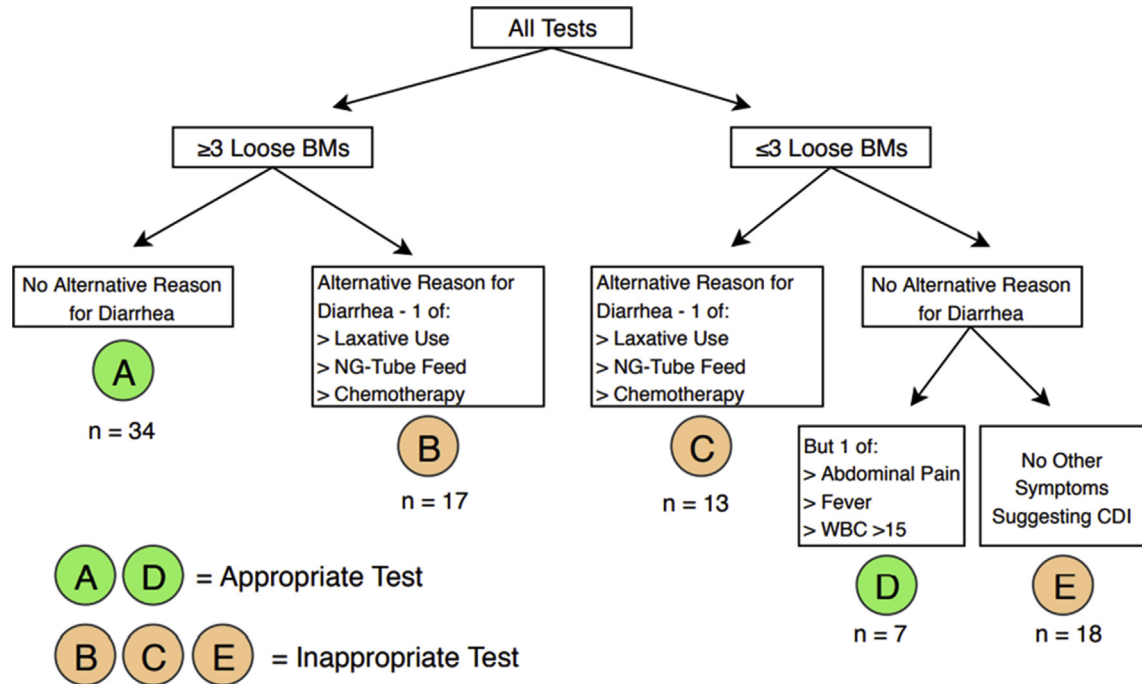 All Tests
≥3 Loose BMs
≤3 Loose BMs
No Alternative Reason
for Diarrhea
A
n = 34
Alternative Reason for
Diarrhea - 1 of:
> Laxative Use
> NG-Tube Feed
> Chemotherapy
B
n = 17
Alternative Reason for
Diarrhea - 1 of:
> Laxative Use
> NG-Tube Feed
> Chemotherapy
C
n = 13
No Alternative Reason
for Diarrhea
But 1 of:
> Abdominal Pain
> Fever
> WBC >15
D
n = 7
No Other
Symptoms
Suggesting CDI
E
n = 18
A D = Appropriate Test
B C E = Inappropriate Test